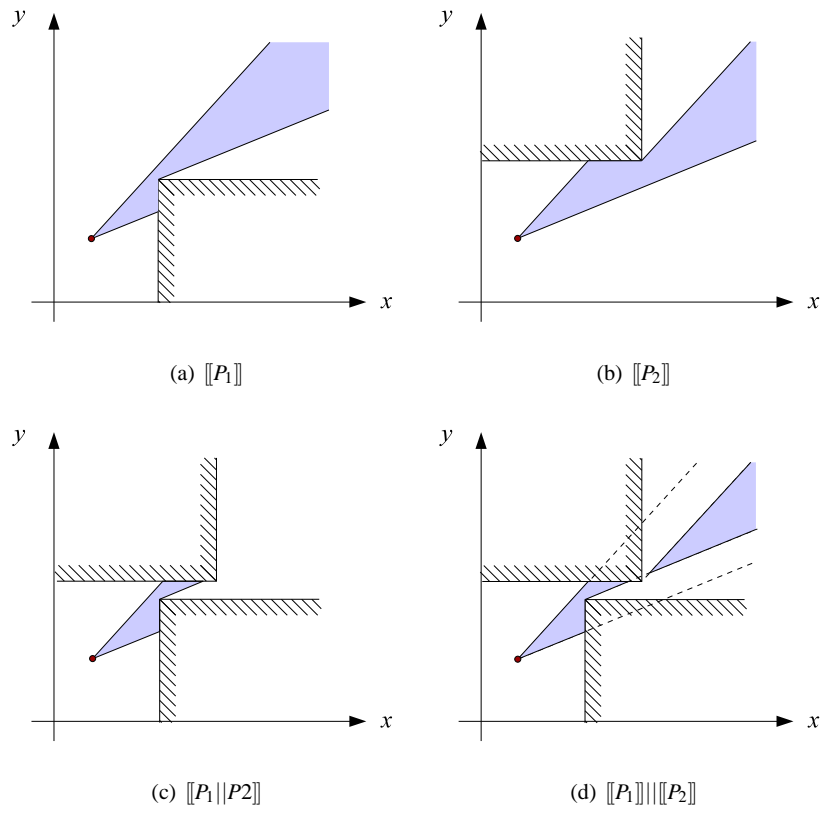 y
x
(a) ⟦P₁⟧
y
x
(b) ⟦P₂⟧
y
x
(c) ⟦P₁||P2⟧
y
x
(d) ⟦P₁⟧||⟦P₂⟧